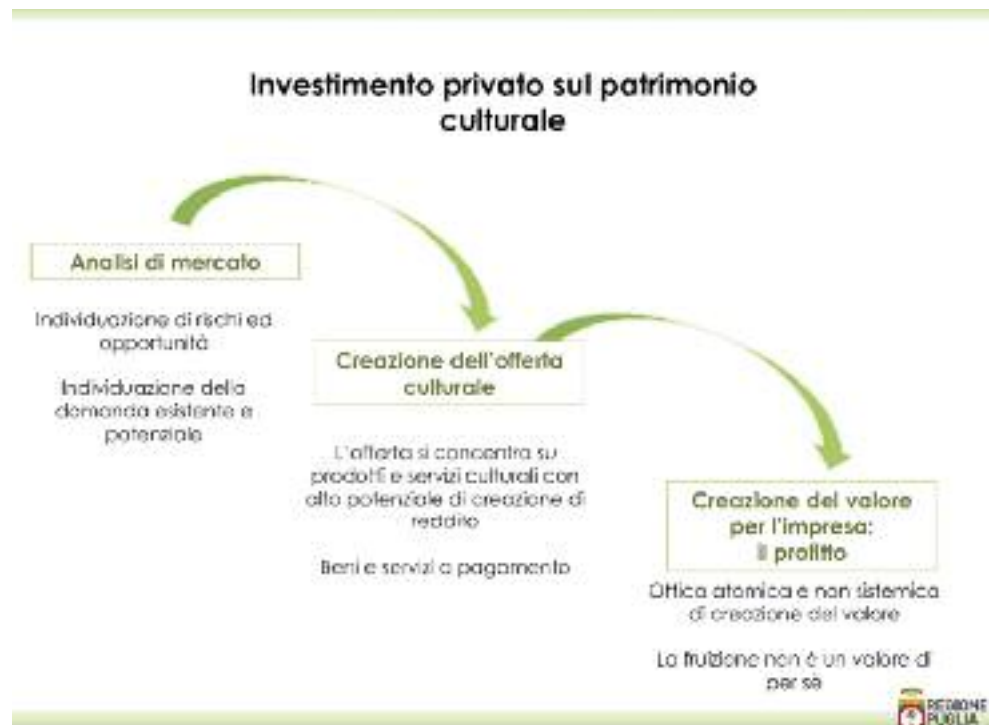 Investimento privato sul patrimonio
culturale
Analisi di mercato
Individuazione di rischi ed
opportunità
Individuazione della
domanda esistente e
potenziale
Creazione dell'offerta
culturale
L'offerta si concentra su
prodotti e servizi culturali con
alto potenziale di creazione di
reddito
Beni e servizi a pagamento
Creazione del valore
per l'impresa:
il profitto
Ottica atomica e non sistemica
di creazione del valore
La fruizione non è un valore di
per sè
REGIONE
PUGLIA